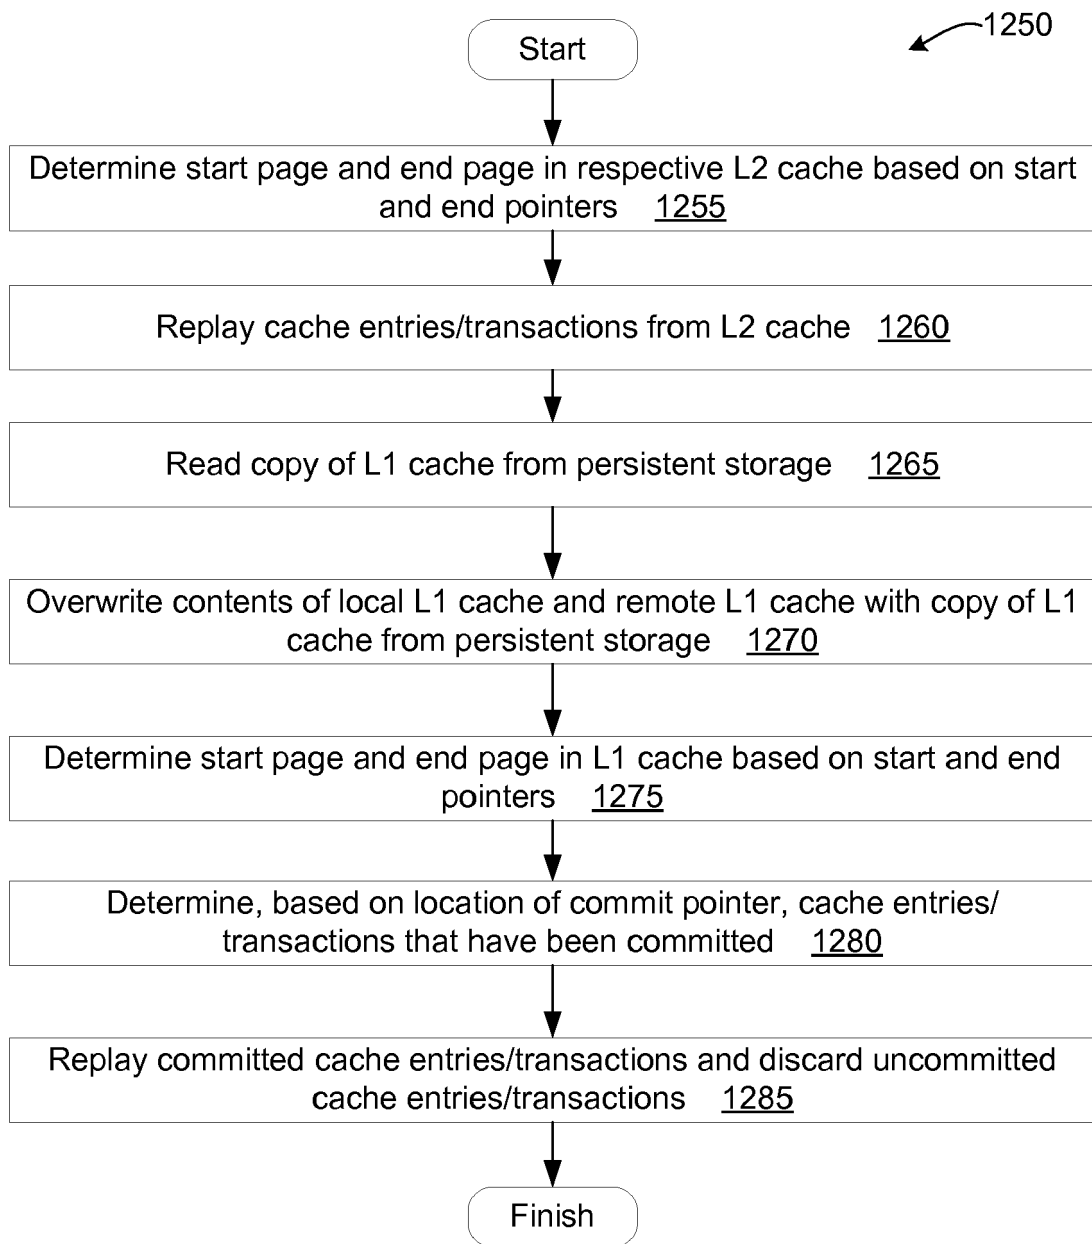 Start
1250
Determine start page and end page in respective L2 cache based on start
and end pointers 1255
Replay cache entries/transactions from L2 cache 1260
Read copy of L1 cache from persistent storage 1265
Overwrite contents of local L1 cache and remote L1 cache with copy of L1
cache from persistent storage 1270
Determine start page and end page in L1 cache based on start and end
pointers 1275
Determine, based on location of commit pointer, cache entries/
transactions that have been committed 1280
Replay committed cache entries/transactions and discard uncommitted
cache entries/transactions 1285
Finish